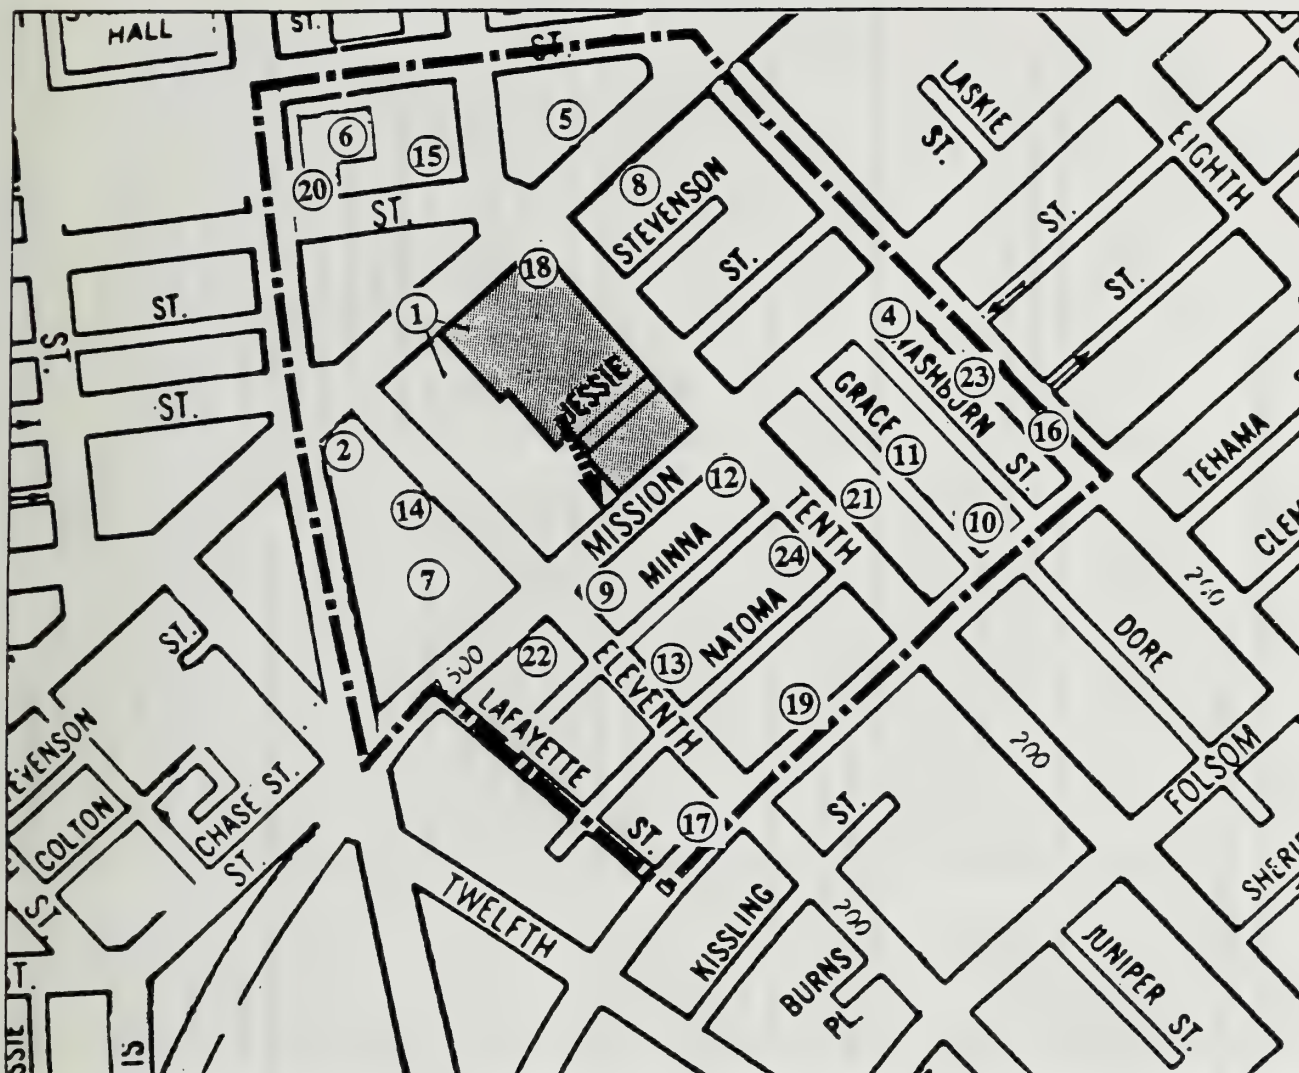 HALL
ST.
ST.
LASKIE
ST.
EIGHTH
6
5
15
20
ST.
8
STEVENSON
ST.
ST.
ST.
18
1
ST.
ST.
ST.
4
WASHBURN
23
ST.
16
JESSIE
GRACE
11
10
TEHAMA
2
14
7
MISSION
12
MINNA
9
TENTH
21
24
NATOMA
13
200
DORE
FOLSOM
ST.
500
22
ELEVENTH
LAFAYETTE
ST.
19
17
200
ST.
COLTON
CHASE ST.
ST.
ST
TWELFTH
KISSLING
200
BURNS
PL.
JUNIPER ST.
ST.